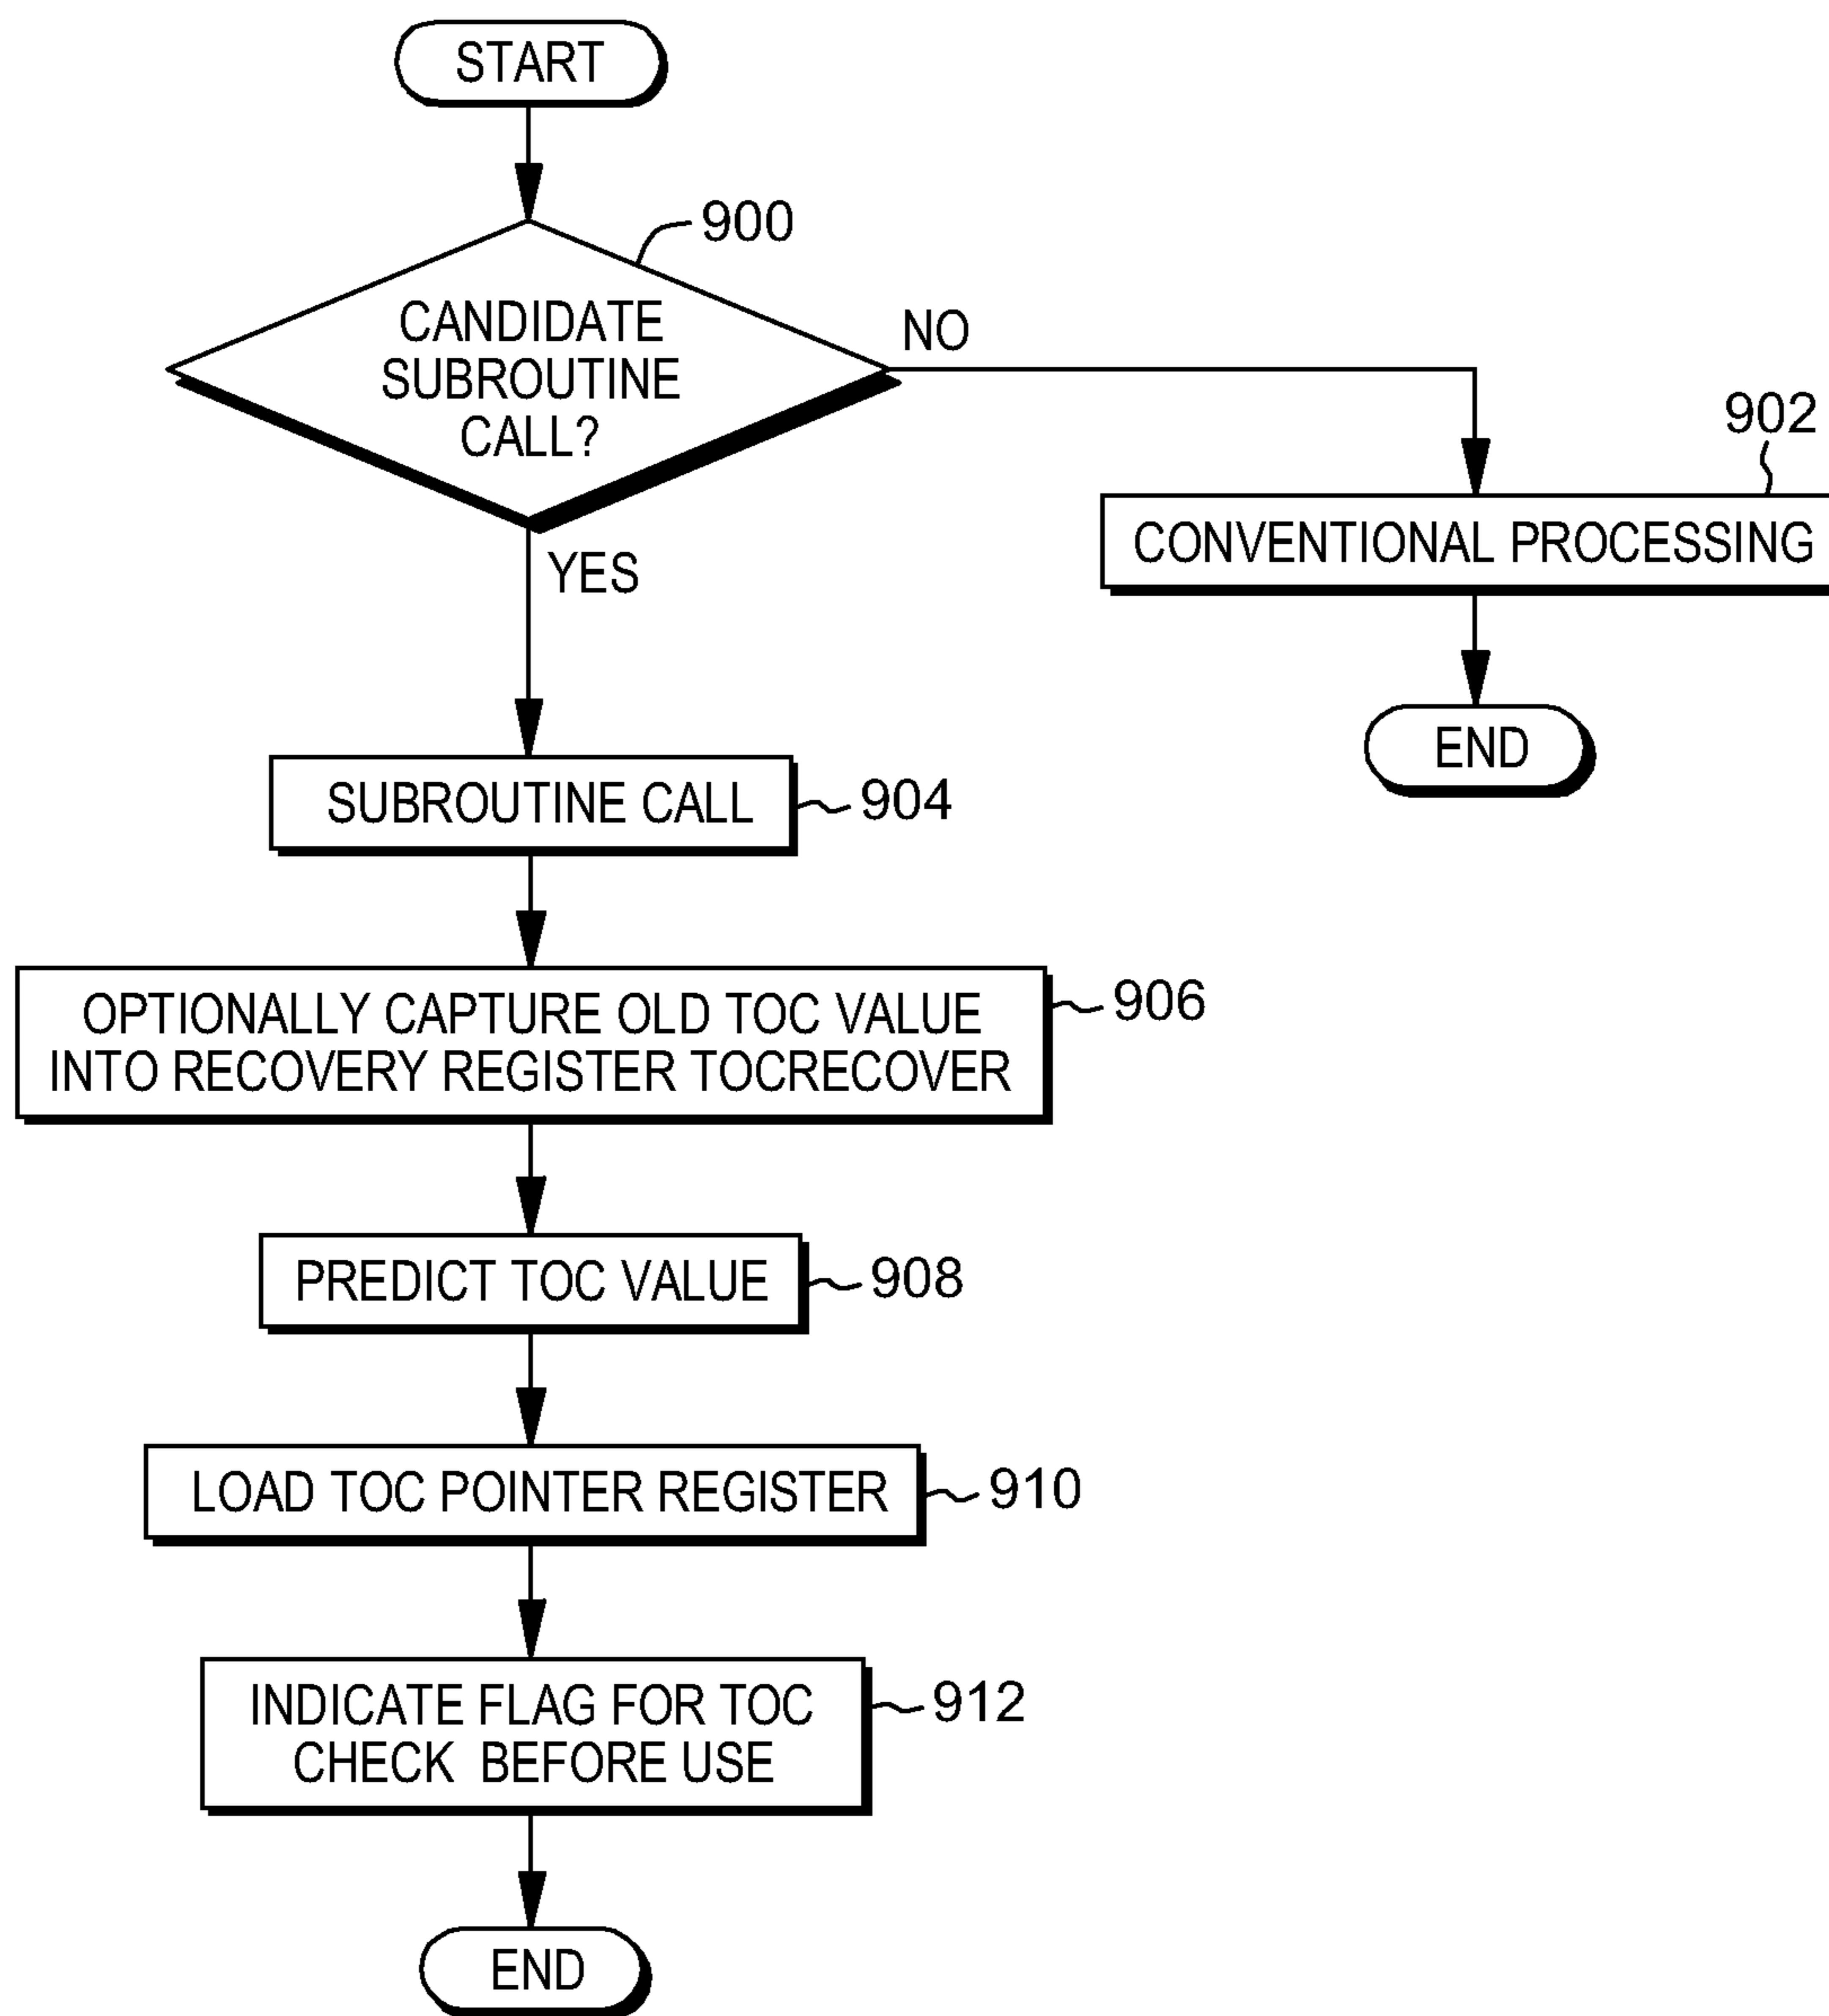 START
900
CANDIDATE
SUBROUTINE
CALL?
NO
YES
902
CONVENTIONAL PROCESSING
END
SUBROUTINE CALL
904
OPTIONALLY CAPTURE OLD TOC VALUE
INTO RECOVERY REGISTER TOCRECOVER
906
PREDICT TOC VALUE
908
LOAD TOC POINTER REGISTER
910
INDICATE FLAG FOR TOC
CHECK BEFORE USE
912
END